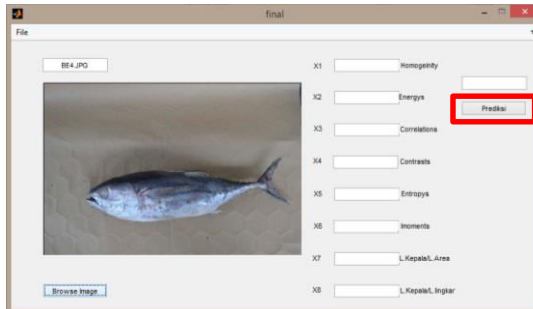 final
File
BE4.JPG
X1 Homogeinity
X2 Energys
Prediksi
X3 Correlations
X4 Contrasts
X5 Entropys
X6 Imoments
X7 L.Kepala/L.Area
Browse Image
X8 L.Kepala/L.lingkar